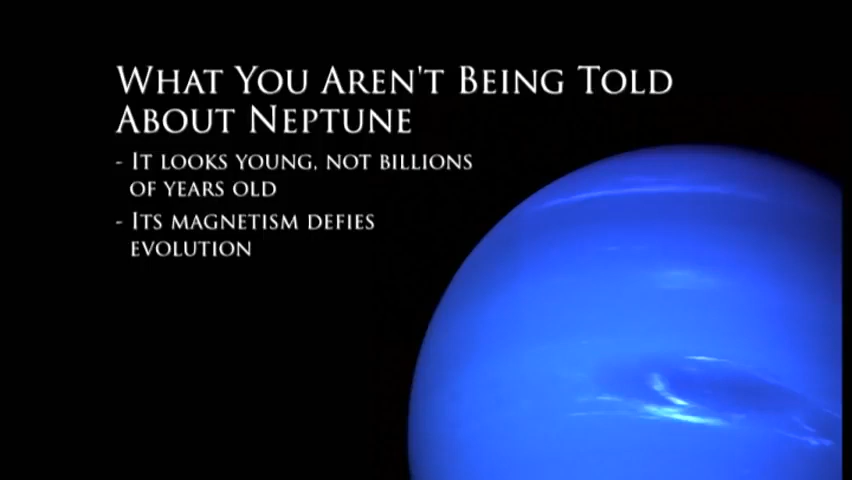 What You Aren't Being Told
About Neptune
- It looks young, not billions
of years old
- Its magnetism defies
evolution